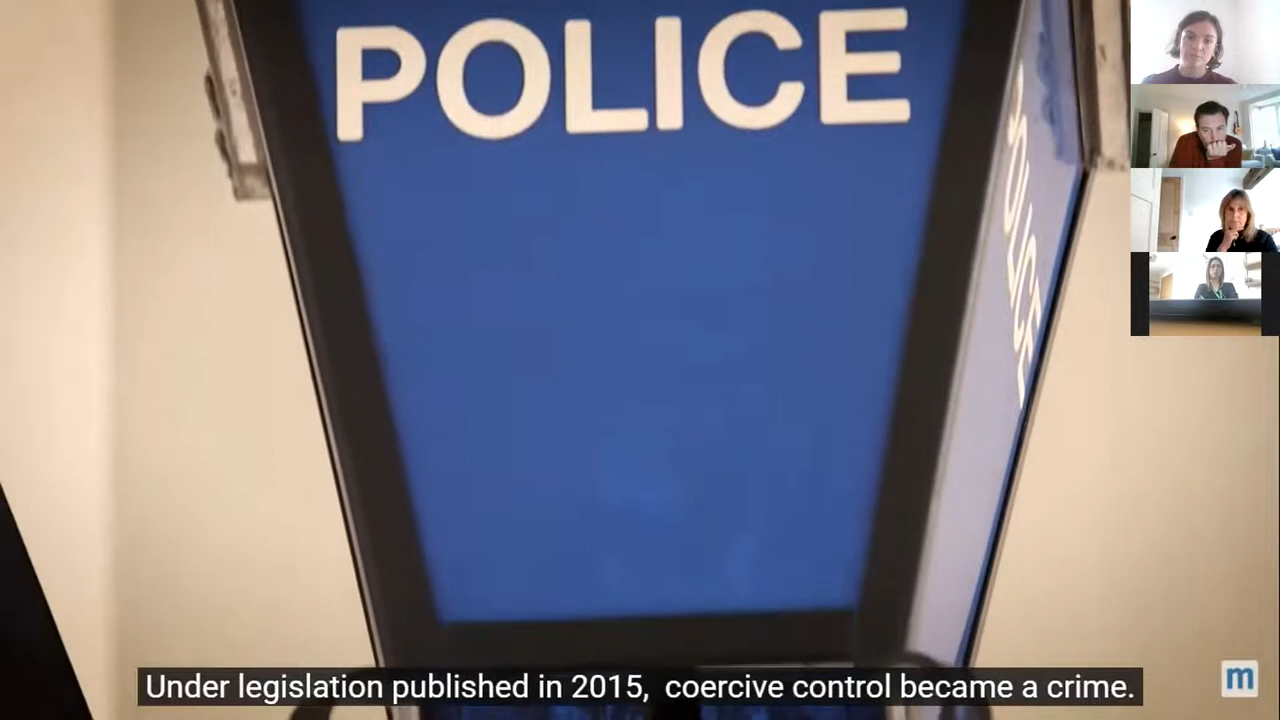 POLICE
POLICE
Under legislation published in 2015,  coercive control became a crime.
m